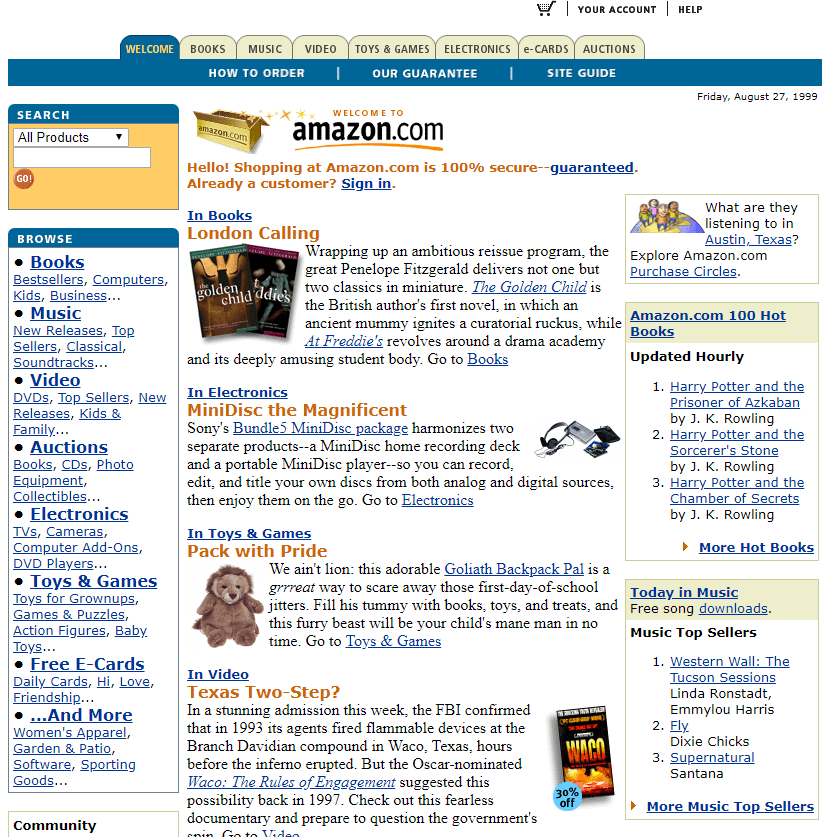 YOUR ACCOUNT | HELP
WELCOME BOOKS MUSIC VIDEO TOYS & GAMES ELECTRONICS e-CARDS AUCTIONS
HOW TO ORDER | OUR GUARANTEE | SITE GUIDE
Friday, August 27, 1999
SEARCH
All Products
GO!
BROWSE
Books
Bestsellers, Computers,
Kids, Business...
Music
New Releases, Top
Sellers, Classical,
Soundtracks...
Video
DVDs, Top Sellers, New
Releases, Kids &
Family...
Auctions
Books, CDs, Photo
Equipment,
Collectibles...
Electronics
TVs, Cameras,
Computer Add-Ons,
DVD Players...
Toys & Games
Toys for Grownups,
Games & Puzzles,
Action Figures, Baby
Toys...
Free E-Cards
Daily Cards, Hi, Love,
Friendship...
...And More
Women's Apparel,
Garden & Patio,
Software, Sporting
Goods...
Community
amazon.com
WELCOME TO
amazon.com
Hello! Shopping at Amazon.com is 100% secure--guaranteed.
Already a customer? Sign in.
In Books
London Calling
PENELOPE FITZGERALD
the golden child
ddies
Wrapping up an ambitious reissue program, the
great Penelope Fitzgerald delivers not one but
two classics in miniature. The Golden Child is
the British author's first novel, in which an
ancient mummy ignites a curatorial ruckus, while
At Freddie's revolves around a drama academy
and its deeply amusing student body. Go to Books
In Electronics
MiniDisc the Magnificent
Sony's Bundle5 MiniDisc package harmonizes two
separate products--a MiniDisc home recording deck
and a portable MiniDisc player--so you can record,
edit, and title your own discs from both analog and digital sources,
then enjoy them on the go. Go to Electronics
In Toys & Games
Pack with Pride
We ain't lion: this adorable Goliath Backpack Pal is a
grrreat way to scare away those first-day-of-school
jitters. Fill his tummy with books, toys, and treats, and
this furry beast will be your child's mane man in no
time. Go to Toys & Games
In Video
Texas Two-Step?
In a stunning admission this week, the FBI confirmed
that in 1993 its agents fired flammable devices at the
Branch Davidian compound in Waco, Texas, hours
before the inferno erupted. But the Oscar-nominated
Waco: The Rules of Engagement suggested this
possibility back in 1997. Check out this fearless
documentary and prepare to question the government's
spin. Go to Video
WACO
30%
off
What are they
listening to in
Austin, Texas?
Explore Amazon.com
Purchase Circles.
Amazon.com 100 Hot
Books
Updated Hourly
1. Harry Potter and the
Prisoner of Azkaban
by J. K. Rowling
2. Harry Potter and the
Sorcerer's Stone
by J. K. Rowling
3. Harry Potter and the
Chamber of Secrets
by J. K. Rowling
More Hot Books
Today in Music
Free song downloads.
Music Top Sellers
1. Western Wall: The
Tucson Sessions
Linda Ronstadt,
Emmylou Harris
2. Fly
Dixie Chicks
3. Supernatural
Santana
More Music Top Sellers